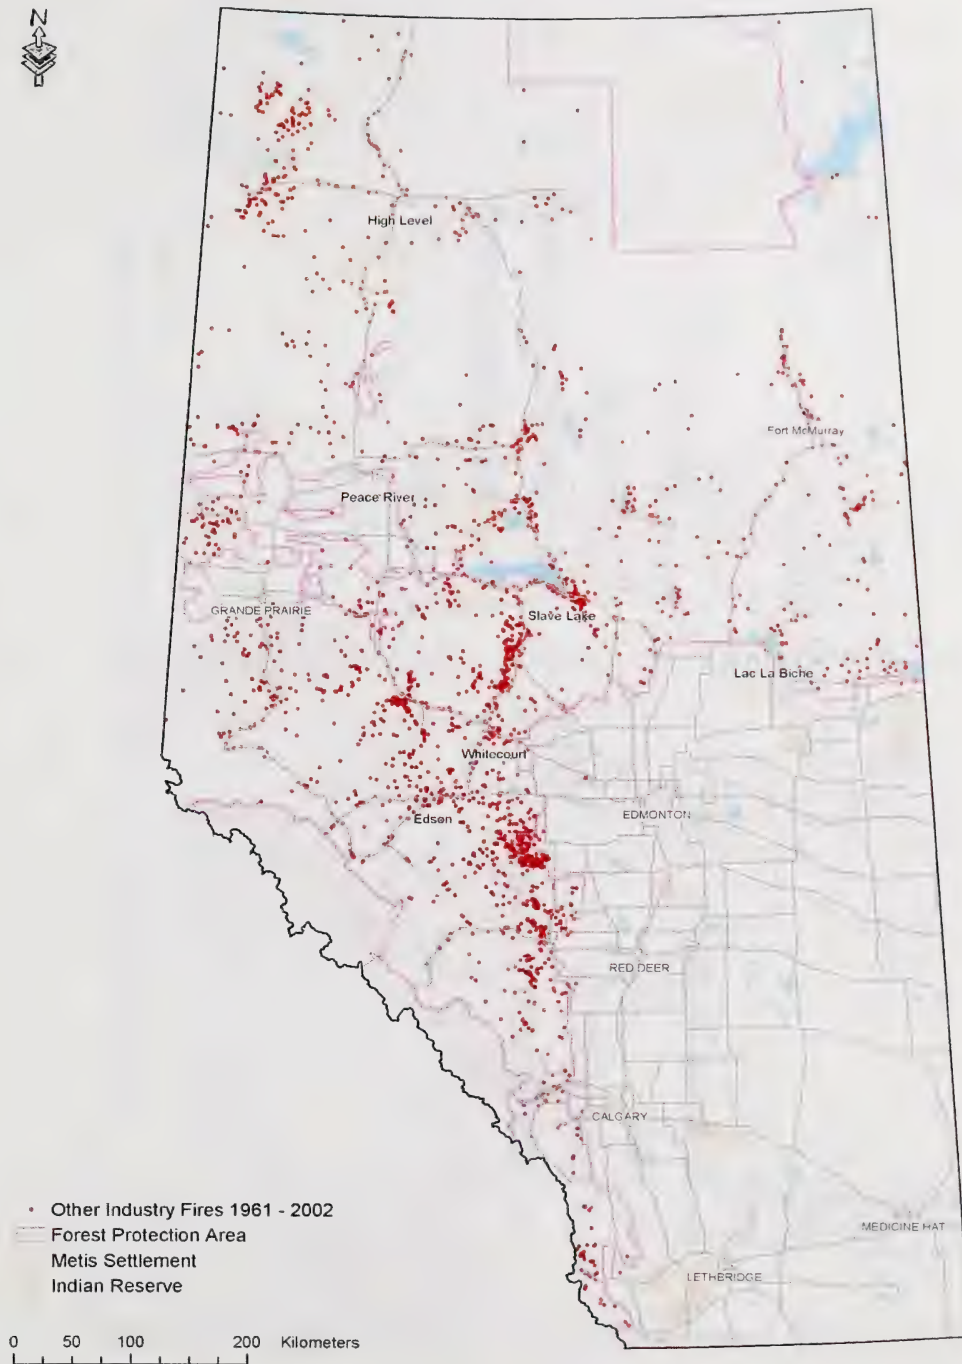 N
High Level
Fort McMurray
Peace River
GRANDE PRAIRIE
Slave Lake
Lac La Biche
Whitecourt
Edson
EDMONTON
RED DEER
CALGARY
MEDICINE HAT
LETHBRIDGE
Other Industry Fires 1961 - 2002
Forest Protection Area
Metis Settlement
Indian Reserve
0 50 100 200 Kilometers